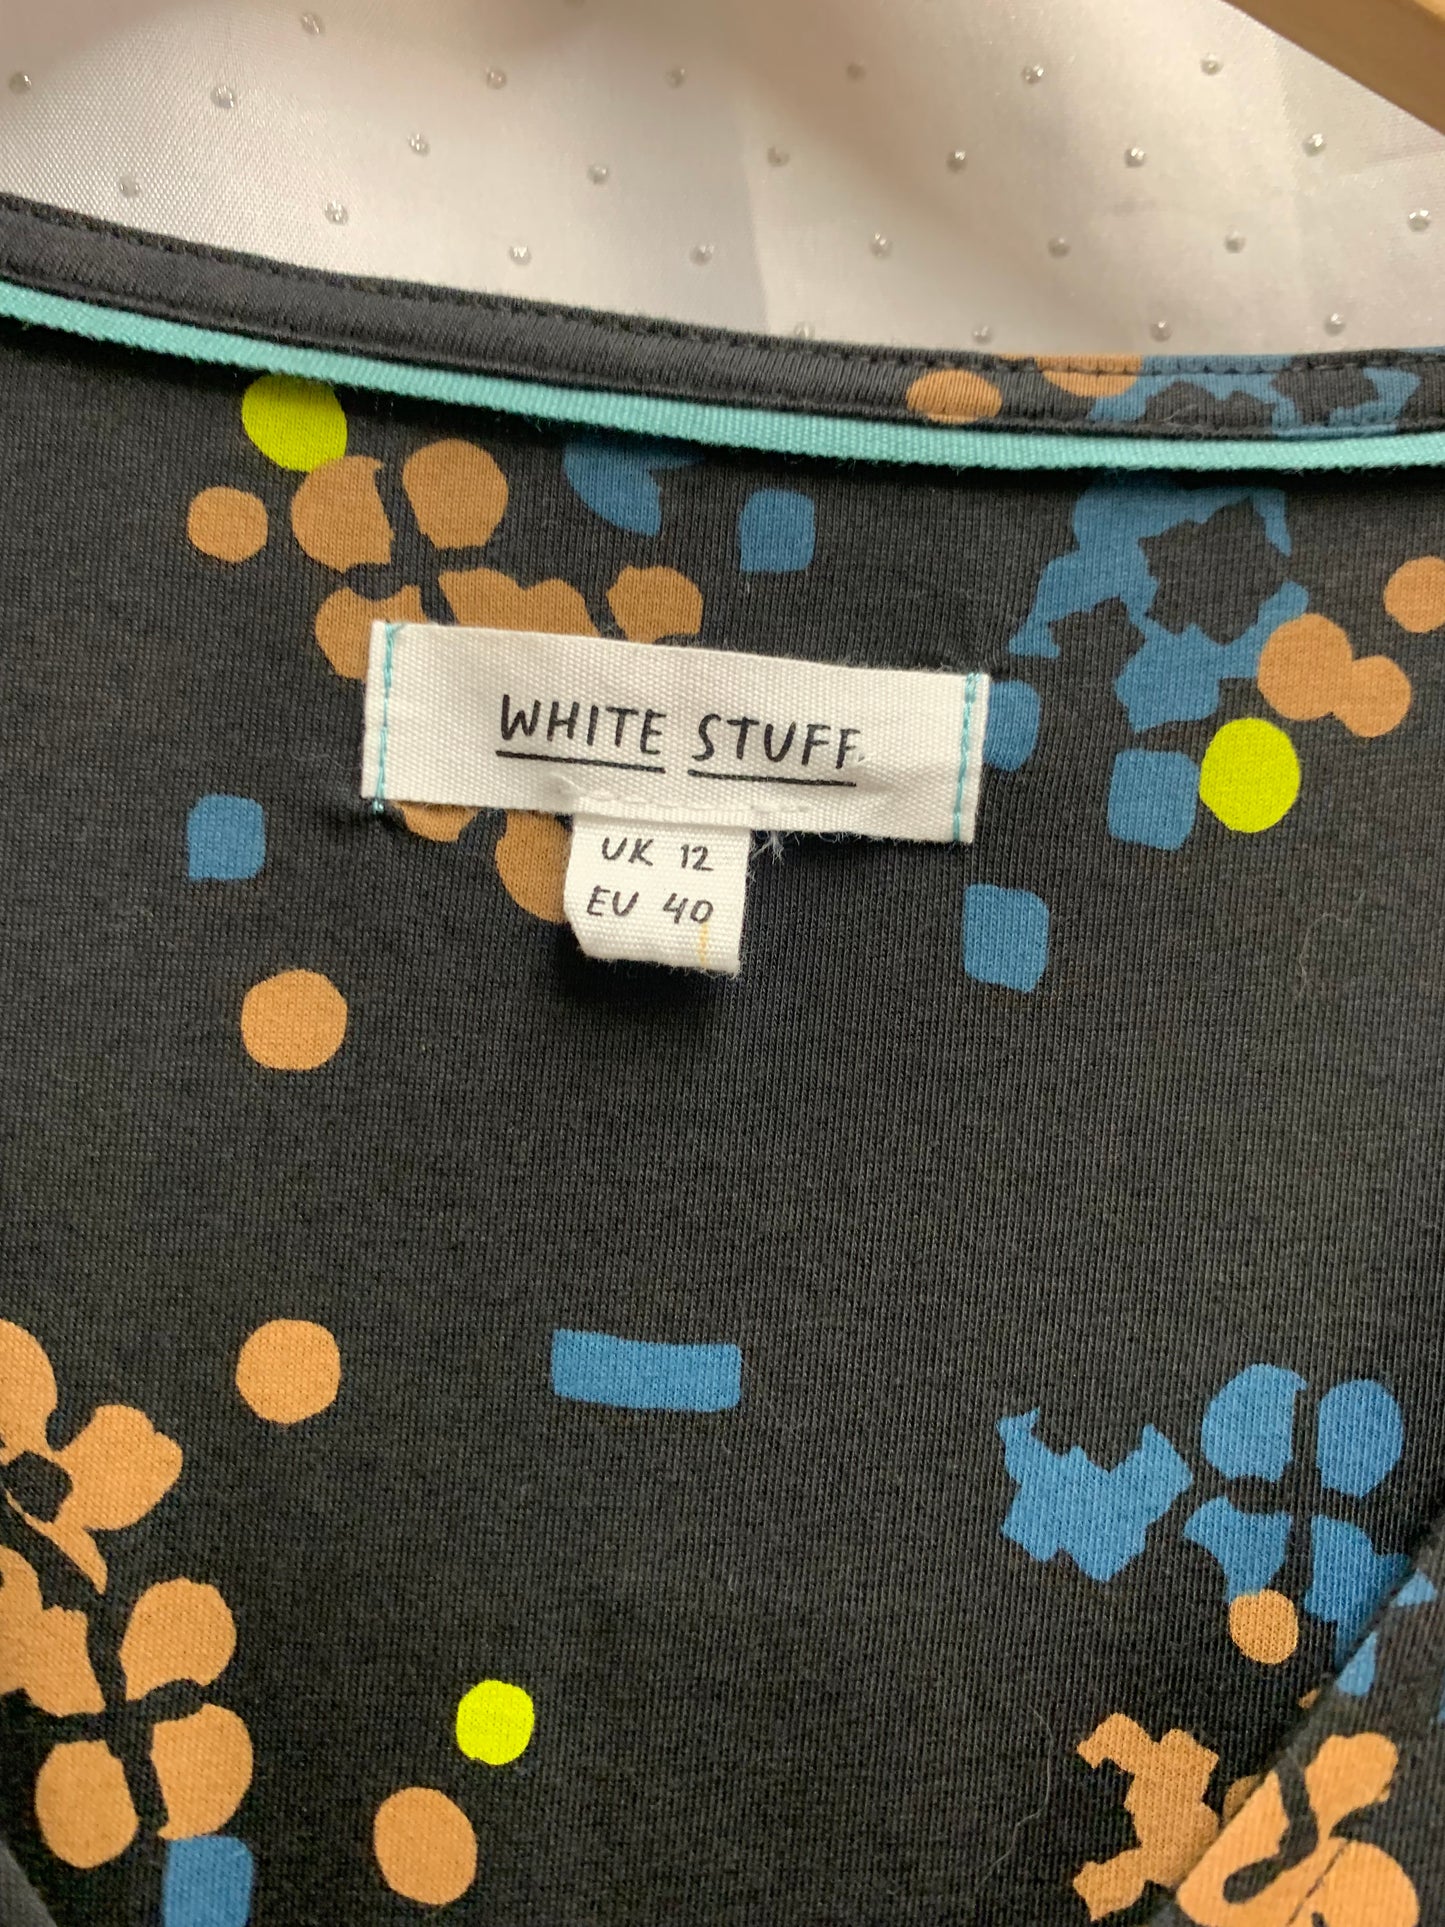 WHITE STUFF.
UK 12
EU 40